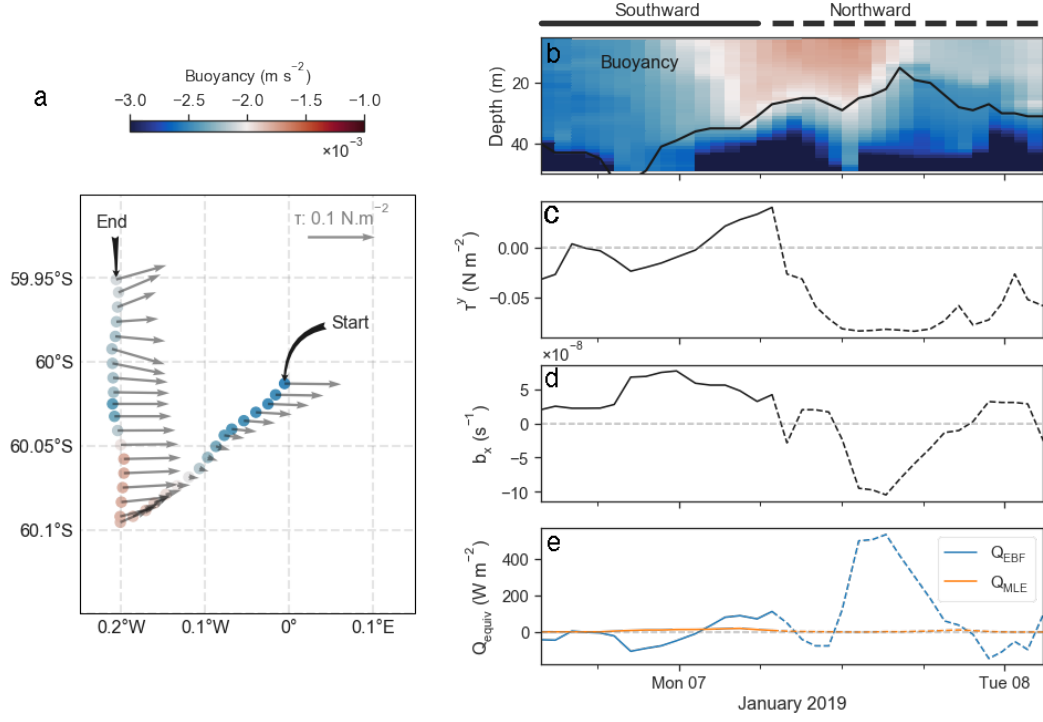 Southward Northward
a
Buoyancy (m s⁻²)
−3.0 −2.5 −2.0 −1.5 −1.0
×10⁻³
End
τ: 0.1 N.m⁻²
Start
59.95°S
60°S
60.05°S
60.1°S
0.2°W 0.1°W 0° 0.1°E
b
Buoyancy
Depth (m)
20
40
c
τʸ (N m⁻²)
0.00
−0.05
×10⁻⁸
d
bₓ (s⁻¹)
5
0
−5
−10
e
Q_equiv (W m⁻²)
400
200
0
Q_EBF
Q_MLE
Mon 07 Tue 08
January 2019